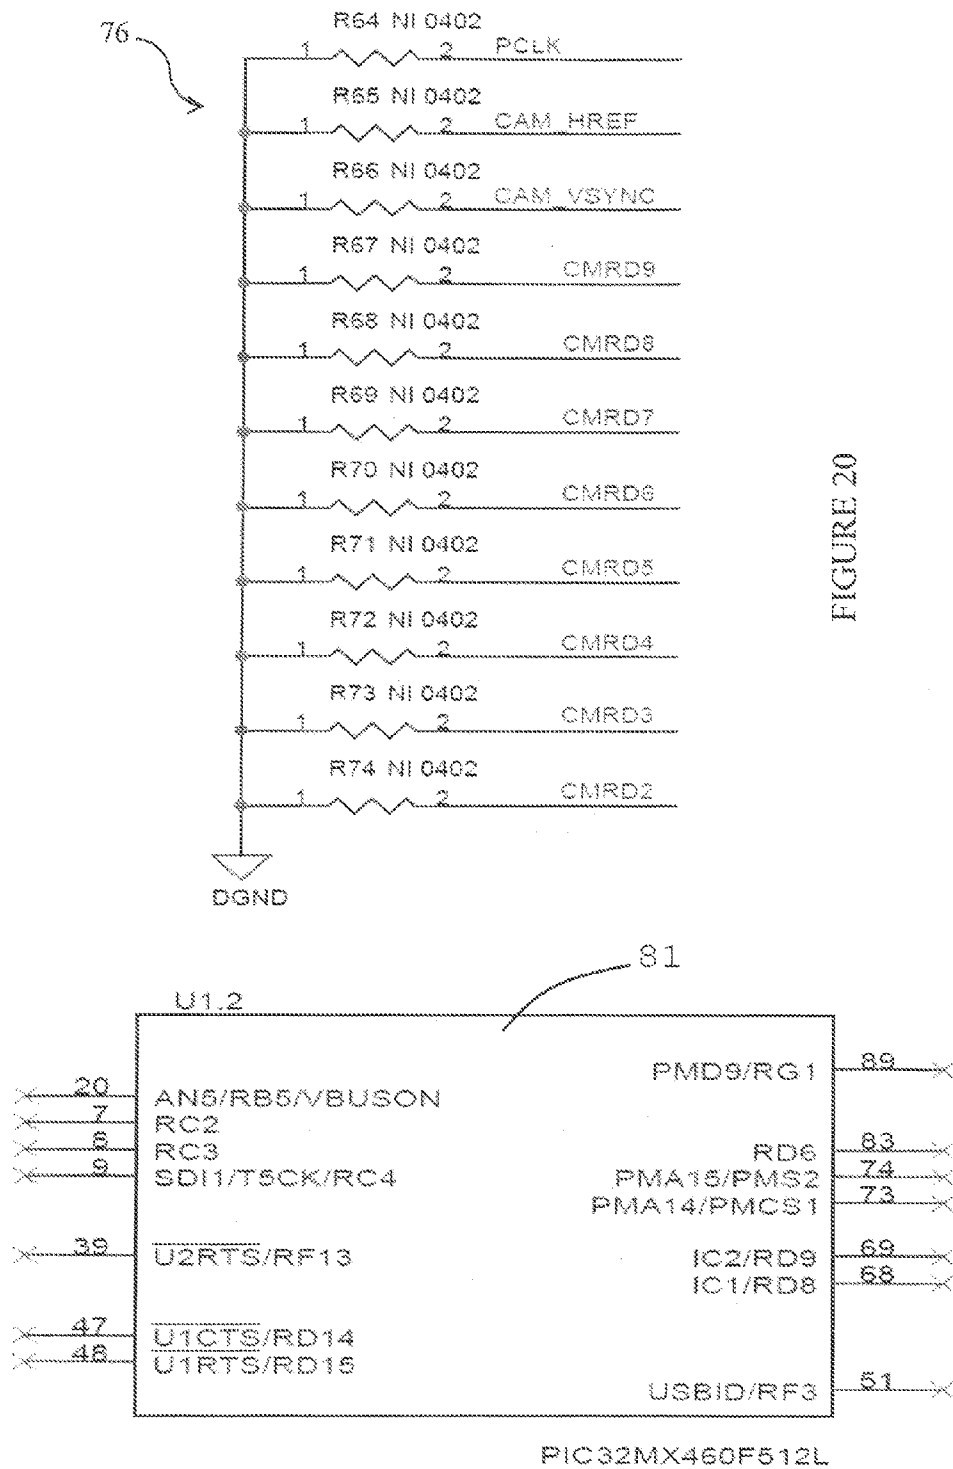 76
R64 NI 0402
1 2 PCLK
R65 NI 0402
1 2 CAM_HREF
R66 NI 0402
1 2 CAM_VSYNC
R67 NI 0402
1 2 CMRD9
R68 NI 0402
1 2 CMRD8
R69 NI 0402
1 2 CMRD7
R70 NI 0402
1 2 CMRD6
R71 NI 0402
1 2 CMRD5
R72 NI 0402
1 2 CMRD4
R73 NI 0402
1 2 CMRD3
R74 NI 0402
1 2 CMRD2
DGND
FIGURE 20
81
U1.2
PMD9/RG1 89
20 AN5/RB5/VBUSON
7 RC2
8 RC3 RD6 83
9 SDI1/T5CK/RC4 PMA15/PMS2 74
PMA14/PMCS1 73
39 U2RTS/RF13 IC2/RD9 69
IC1/RD8 68
47 U1CTS/RD14
48 U1RTS/RD15
USBID/RF3 51
PIC32MX460F512L